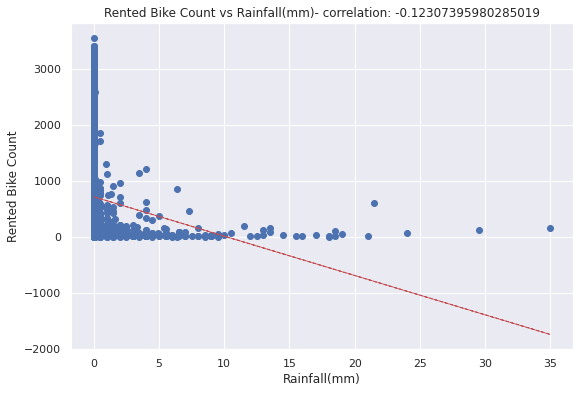 Rented Bike Count vs Rainfall(mm)- correlation: -0.12307395980285019
3000
2000
1000
0
−1000
−2000
Rented Bike Count
0 5 10 15 20 25 30 35
Rainfall(mm)